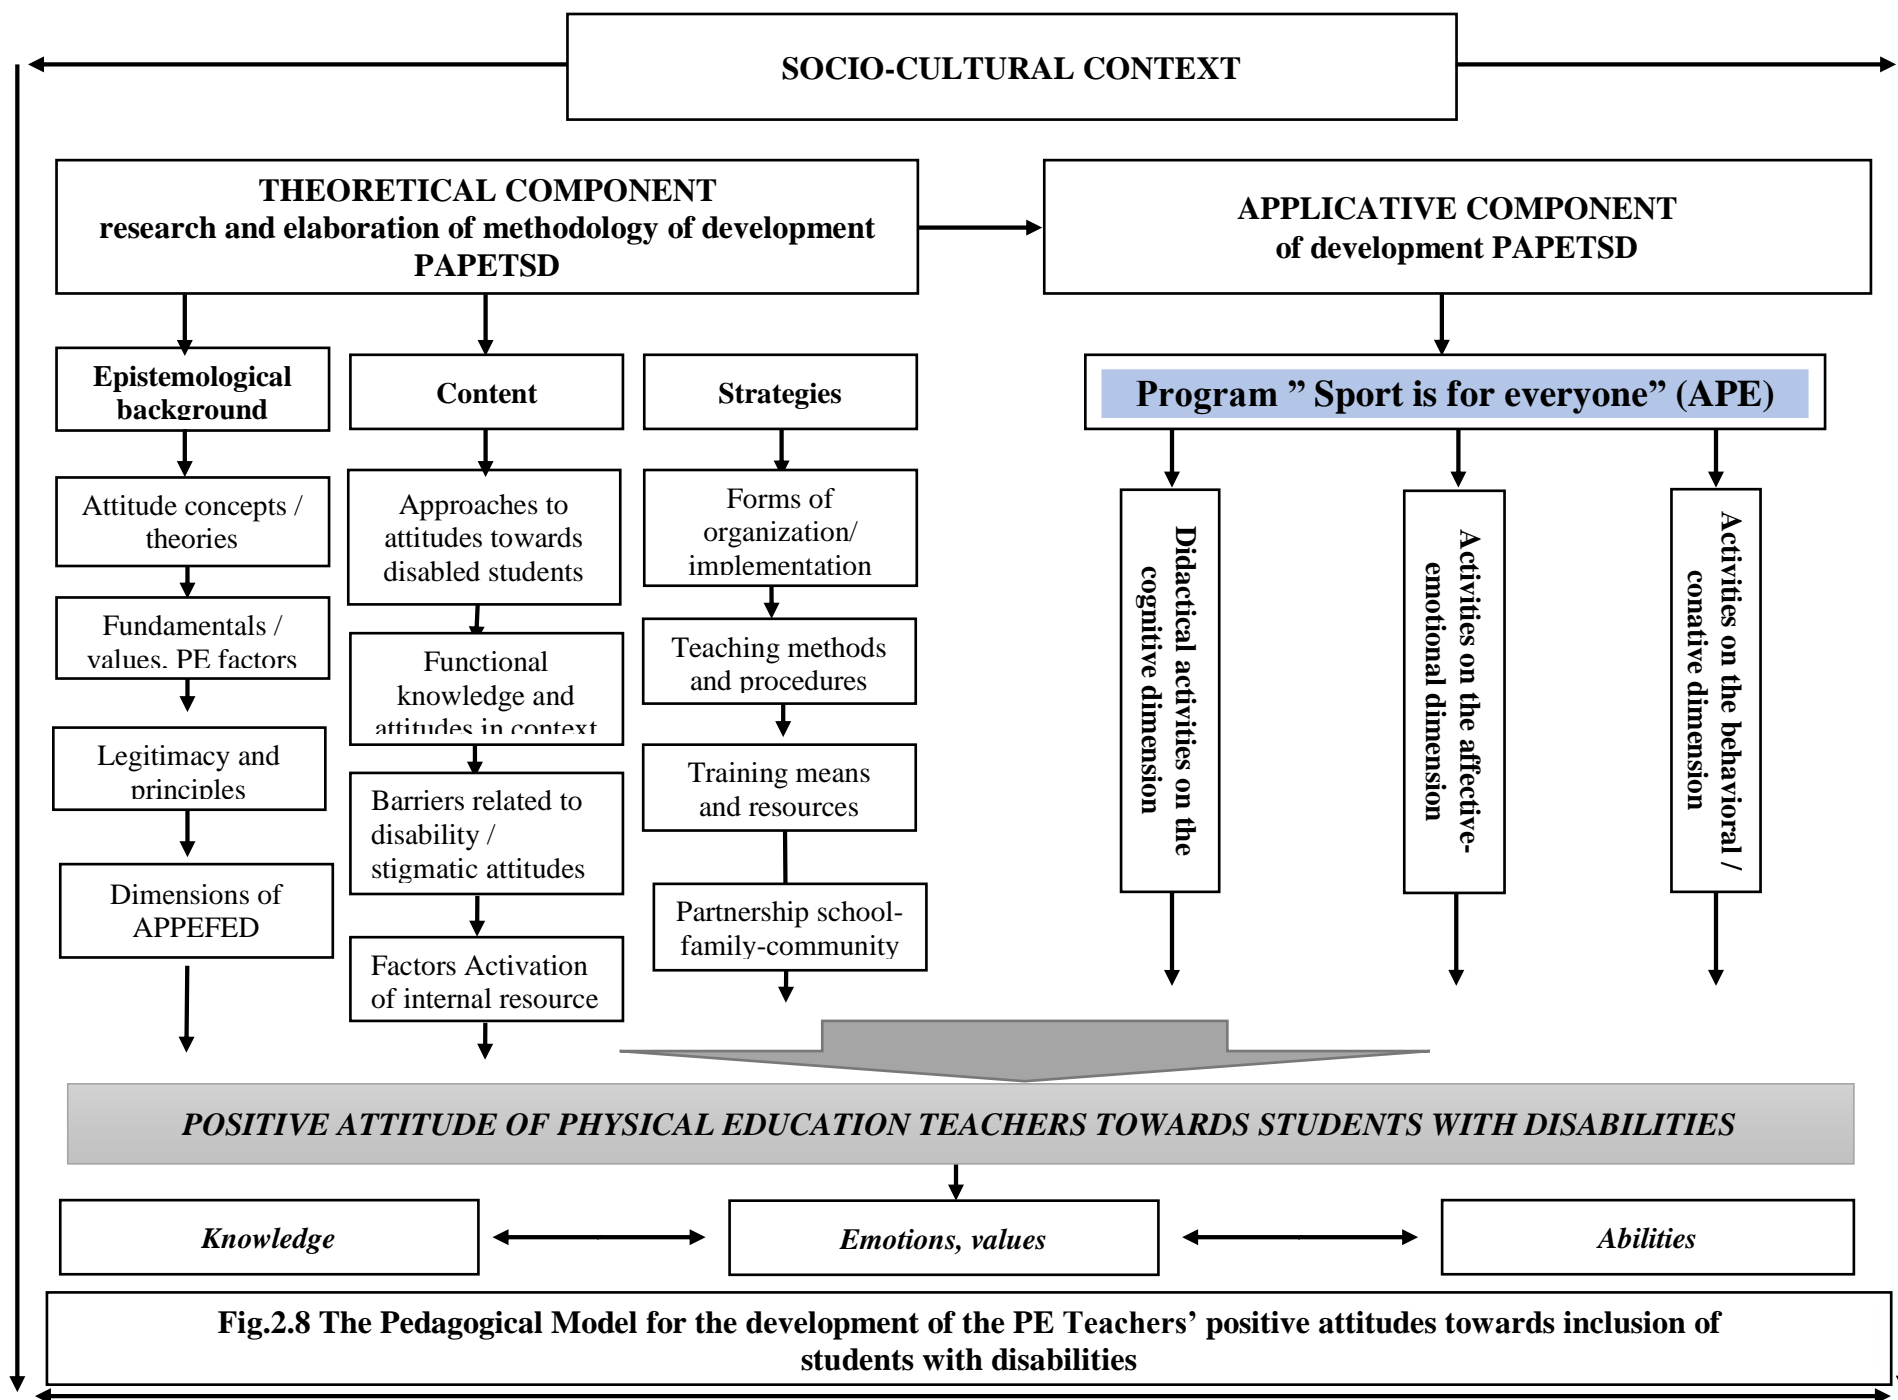 SOCIO-CULTURAL CONTEXT
THEORETICAL COMPONENT
research and elaboration of methodology of development
PAPETSD
APPLICATIVE COMPONENT
of development PAPETSD
Epistemological
background
Content
Strategies
Program ” Sport is for everyone” (APE)
Attitude concepts /
theories
Fundamentals /
values, PE factors
Legitimacy and
principles
Dimensions of
APPEFED
Approaches to
attitudes towards
disabled students
Functional
knowledge and
attitudes in context
Barriers related to
disability /
stigmatic attitudes
Factors Activation
of internal resource
Forms of
organization/
implementation
Teaching methods
and procedures
Training means
and resources
Partnership school-
family-community
Didactical activities on the
cognitive dimension
Activities on the affective-
emotional dimension
Activities on the behavioral /
conative dimension
POSITIVE ATTITUDE OF PHYSICAL EDUCATION TEACHERS TOWARDS STUDENTS WITH DISABILITIES
Knowledge
Emotions, values
Abilities
Fig.2.8 The Pedagogical Model for the development of the PE Teachers’ positive attitudes towards inclusion of
students with disabilities